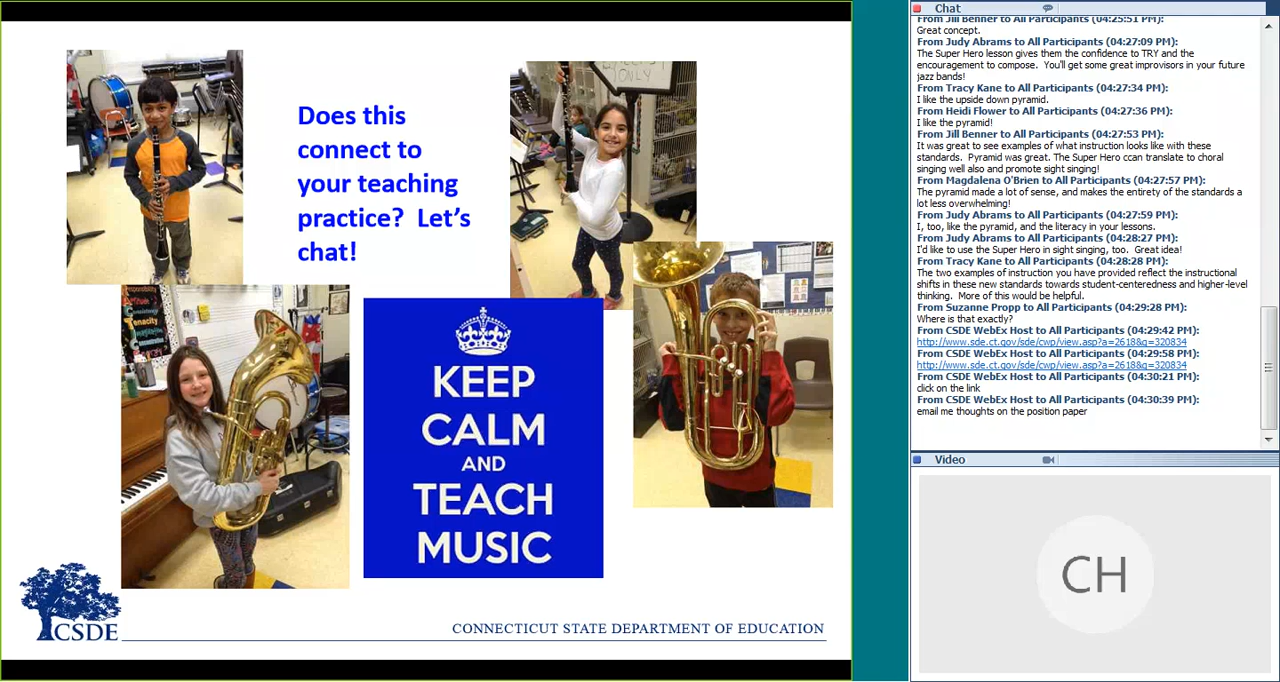 Does this
connect to
your teaching
practice?  Let’s
chat!
ONLY
Tenacity
KEEP
CALM
AND
TEACH
MUSIC
CSDE
CONNECTICUT STATE DEPARTMENT OF EDUCATION
Chat
From Jill Benner to All Participants (04:25:51 PM):
Great concept.
From Judy Abrams to All Participants (04:27:09 PM):
The Super Hero lesson gives them the confidence to TRY and the
encouragement to compose.  You'll get some great improvisors in your future
jazz bands!
From Tracy Kane to All Participants (04:27:34 PM):
I like the upside down pyramid.
From Heidi Flower to All Participants (04:27:36 PM):
I like the pyramid!
From Jill Benner to All Participants (04:27:53 PM):
It was great to see examples of what instruction looks like with these
standards.  Pyramid was great. The Super Hero ccan translate to choral
singing well also and promote sight singing!
From Magdalena O'Brien to All Participants (04:27:57 PM):
The pyramid made a lot of sense, and makes the entirety of the standards a
lot less overwhelming!
From Judy Abrams to All Participants (04:27:59 PM):
I, too, like the pyramid, and the literacy in your lessons.
From Judy Abrams to All Participants (04:28:27 PM):
I'd like to use the Super Hero in sight singing, too.  Great idea!
From Tracy Kane to All Participants (04:28:28 PM):
The two examples of instruction you have provided reflect the instructional
shifts in these new standards towards student-centeredness and higher-level
thinking.  More of this would be helpful.
From Suzanne Propp to All Participants (04:29:28 PM):
Where is that exactly?
From CSDE WebEx Host to All Participants (04:29:42 PM):
http://www.sde.ct.gov/sde/cwp/view.asp?a=2618&q=320834
From CSDE WebEx Host to All Participants (04:29:58 PM):
http://www.sde.ct.gov/sde/cwp/view.asp?a=2618&q=320834
From CSDE WebEx Host to All Participants (04:30:21 PM):
click on the link
From CSDE WebEx Host to All Participants (04:30:39 PM):
email me thoughts on the position paper
Video
CH